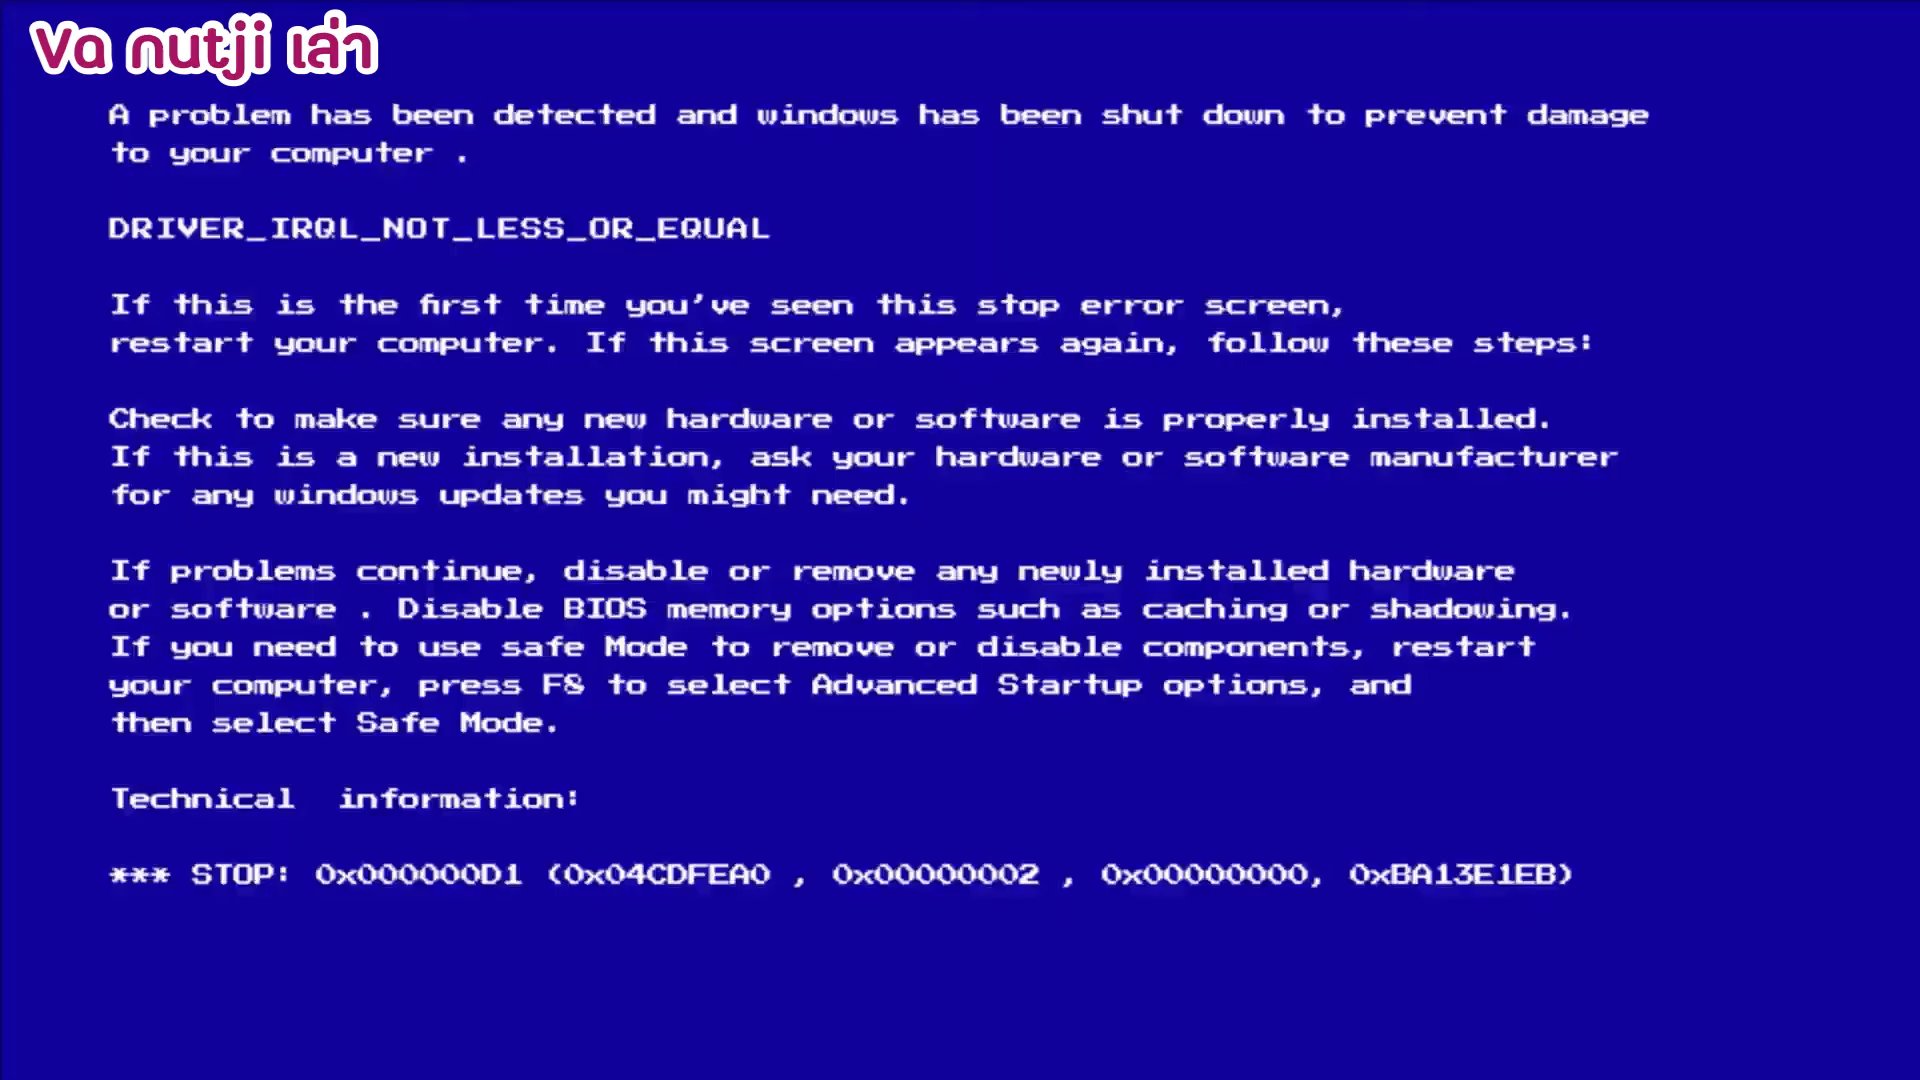 Va nutji เล่า
A problem has been detected and windows has been shut down to prevent damage
to your computer .
DRIVER_IRQL_NOT_LESS_OR_EQUAL
If this is the first time you've seen this stop error screen,
restart your computer. If this screen appears again, follow these steps:
Check to make sure any new hardware or software is properly installed.
If this is a new installation, ask your hardware or software manufacturer
for any windows updates you might need.
If problems continue, disable or remove any newly installed hardware
or software . Disable BIOS memory options such as caching or shadowing.
If you need to use safe Mode to remove or disable components, restart
your computer, press F& to select Advanced Startup options, and
then select Safe Mode.
Technical information:
*** STOP: 0x000000D1 (0x04CDFEA0 , 0x00000002 , 0x00000000, 0xBA13E1EB)